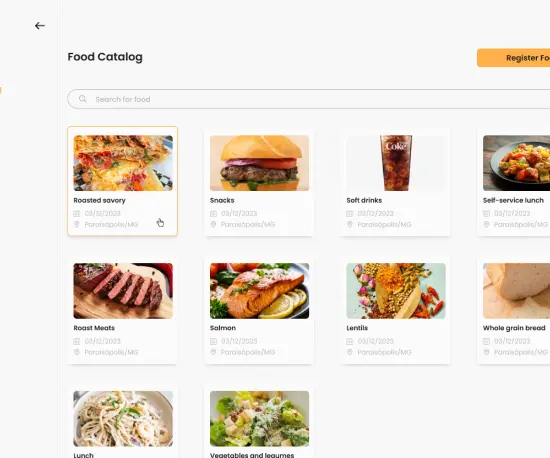 Food Catalog
Register Foo
Search for food
Coke
Roasted savory
03/12/2023
Paraisópolis/MG
Snacks
03/12/2023
Paraisópolis/MG
Soft drinks
03/12/2023
Paraisópolis/MG
Self-service lunch
03/12/2023
Paraisópolis/MG
Roast Meats
03/12/2023
Paraisópolis/MG
Salmon
03/12/2023
Paraisópolis/MG
Lentils
03/12/2023
Paraisópolis/MG
Whole grain bread
03/12/2023
Paraisópolis/MG
Lunch
Vegetables and legumes